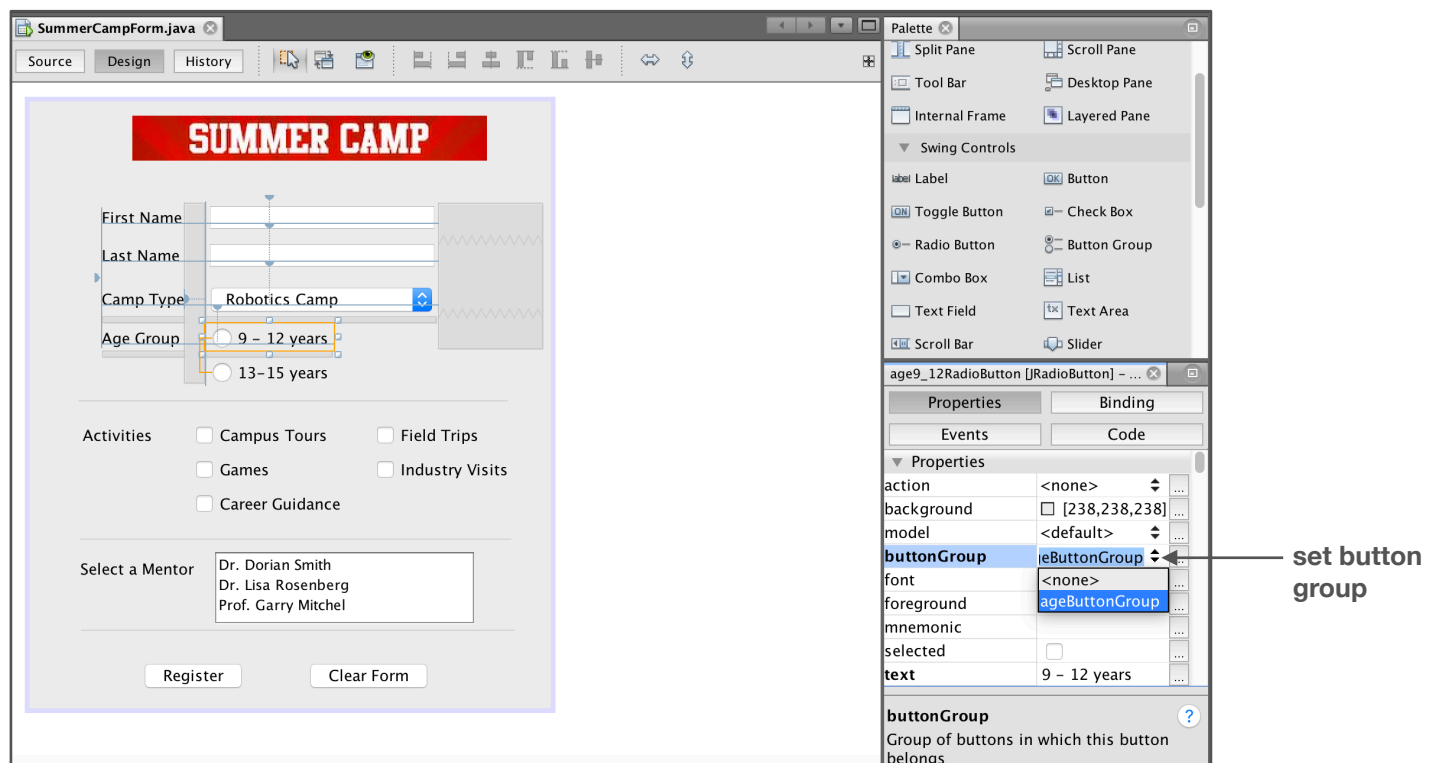 SummerCampForm.java
Source Design History
SUMMER CAMP
First Name
Last Name
Camp Type Robotics Camp
Age Group 9 - 12 years
13-15 years
Activities Campus Tours Field Trips
Games Industry Visits
Career Guidance
Select a Mentor
Dr. Dorian Smith
Dr. Lisa Rosenberg
Prof. Garry Mitchel
Register Clear Form
Palette
Split Pane Scroll Pane
Tool Bar Desktop Pane
Internal Frame Layered Pane
Swing Controls
label Label OK Button
ON Toggle Button Check Box
Radio Button Button Group
Combo Box List
Text Field tx Text Area
Scroll Bar Slider
age9_12RadioButton [JRadioButton] - ...
Properties Binding
Events Code
Properties
action <none> ...
background [238,238,238] ...
model <default> ...
buttonGroup eButtonGroup ...
<none>
ageButtonGroup
font ...
foreground ...
mnemonic ...
selected ...
text 9 - 12 years ...
buttonGroup ?
Group of buttons in which this button
belongs
set button
group